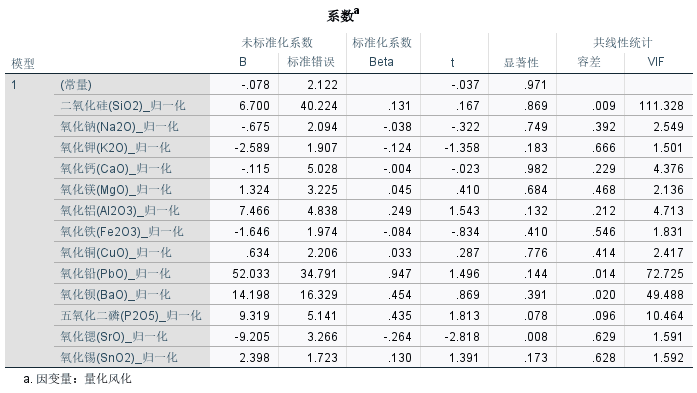 系数a
未标准化系数 标准化系数 共线性统计
模型 B 标准错误 Beta t 显著性 容差 VIF
1 (常量) -.078 2.122 -.037 .971
二氧化硅(SiO2)_归一化 6.700 40.224 .131 .167 .869 .009 111.328
氧化钠(Na2O)_归一化 -.675 2.094 -.038 -.322 .749 .392 2.549
氧化钾(K2O)_归一化 -2.589 1.907 -.124 -1.358 .183 .666 1.501
氧化钙(CaO)_归一化 -.115 5.028 -.004 -.023 .982 .229 4.376
氧化镁(MgO)_归一化 1.324 3.225 .045 .410 .684 .468 2.136
氧化铝(Al2O3)_归一化 7.466 4.838 .249 1.543 .132 .212 4.713
氧化铁(Fe2O3)_归一化 -1.646 1.974 -.084 -.834 .410 .546 1.831
氧化铜(CuO)_归一化 .634 2.206 .033 .287 .776 .414 2.417
氧化铅(PbO)_归一化 52.033 34.791 .947 1.496 .144 .014 72.725
氧化钡(BaO)_归一化 14.198 16.329 .454 .869 .391 .020 49.488
五氧化二磷(P2O5)_归一化 9.319 5.141 .435 1.813 .078 .096 10.464
氧化锶(SrO)_归一化 -9.205 3.266 -.264 -2.818 .008 .629 1.591
氧化锡(SnO2)_归一化 2.398 1.723 .130 1.391 .173 .628 1.592
a. 因变量：量化风化